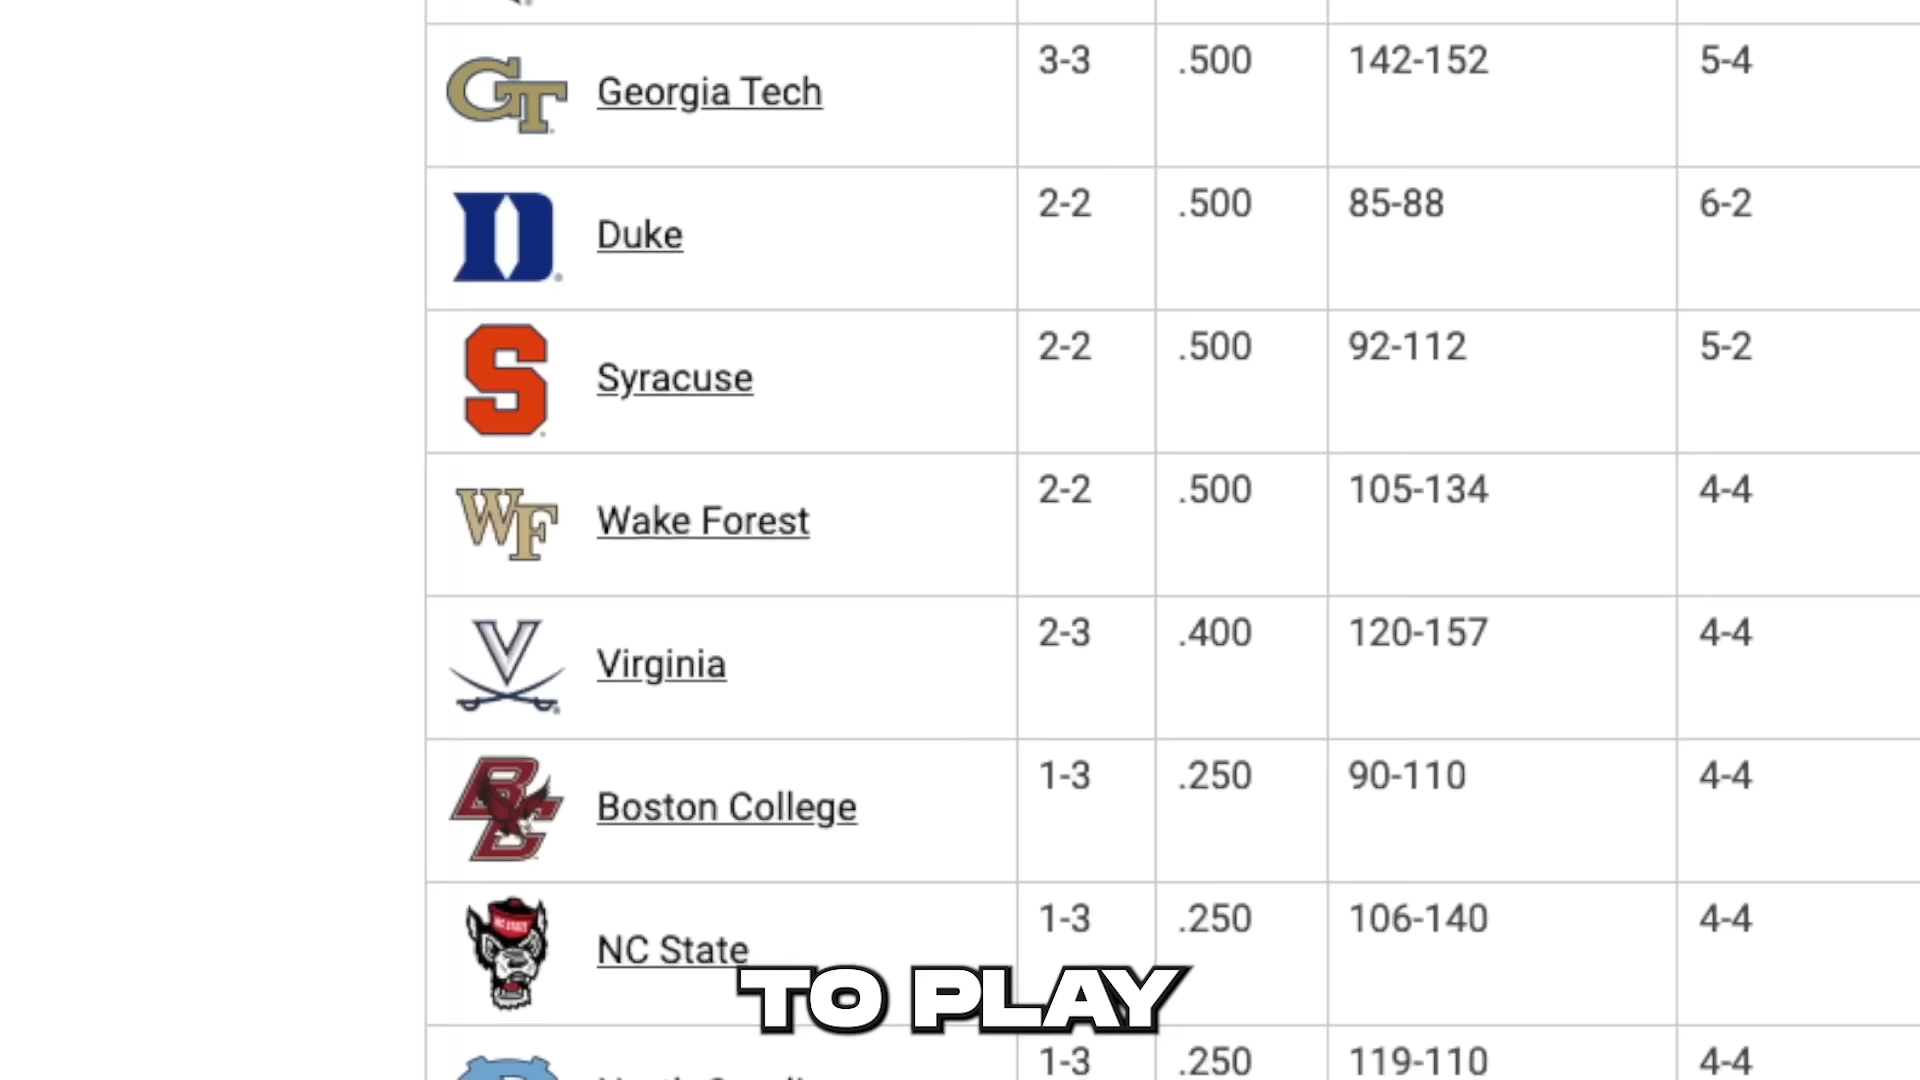 Georgia Tech 3-3 .500 142-152 5-4
Duke 2-2 .500 85-88 6-2
Syracuse 2-2 .500 92-112 5-2
WF Wake Forest 2-2 .500 105-134 4-4
Virginia 2-3 .400 120-157 4-4
Boston College 1-3 .250 90-110 4-4
NC STATE NC State 1-3 .250 106-140 4-4
TO PLAY
1-3 .250 119-110 4-4